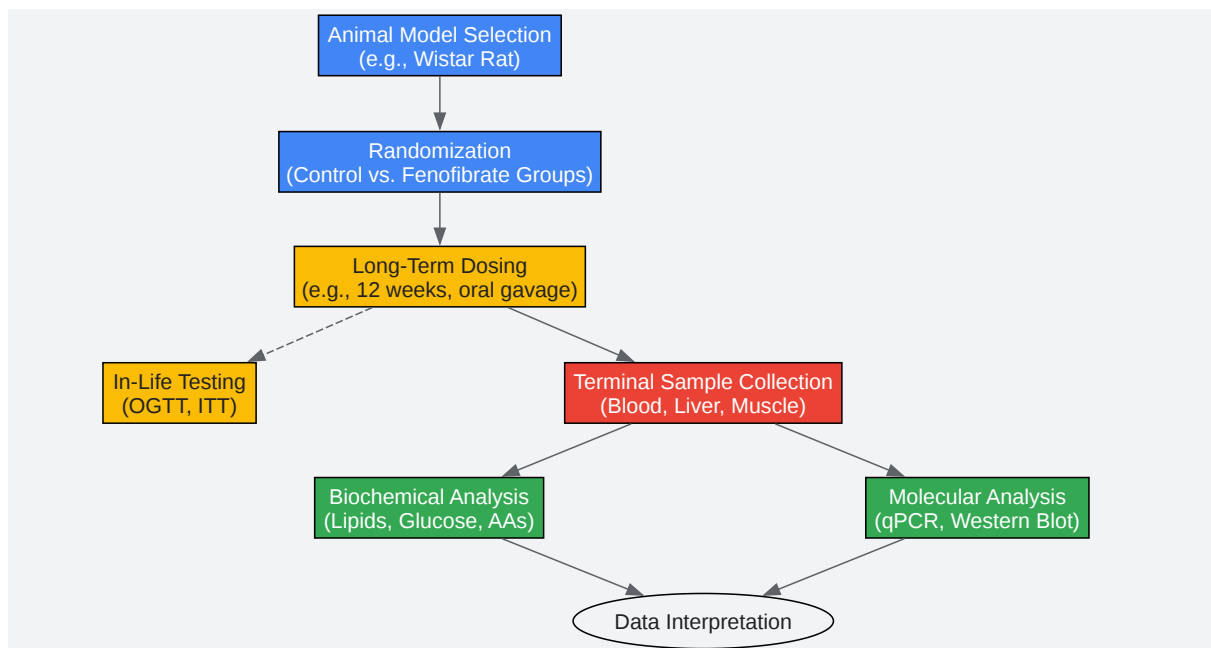 Animal Model Selection
(e.g., Wistar Rat)
Randomization
(Control vs. Fenofibrate Groups)
Long-Term Dosing
(e.g., 12 weeks, oral gavage)
In-Life Testing
(OGTT, ITT)
Terminal Sample Collection
(Blood, Liver, Muscle)
Biochemical Analysis
(Lipids, Glucose, AAs)
Molecular Analysis
(qPCR, Western Blot)
Data Interpretation